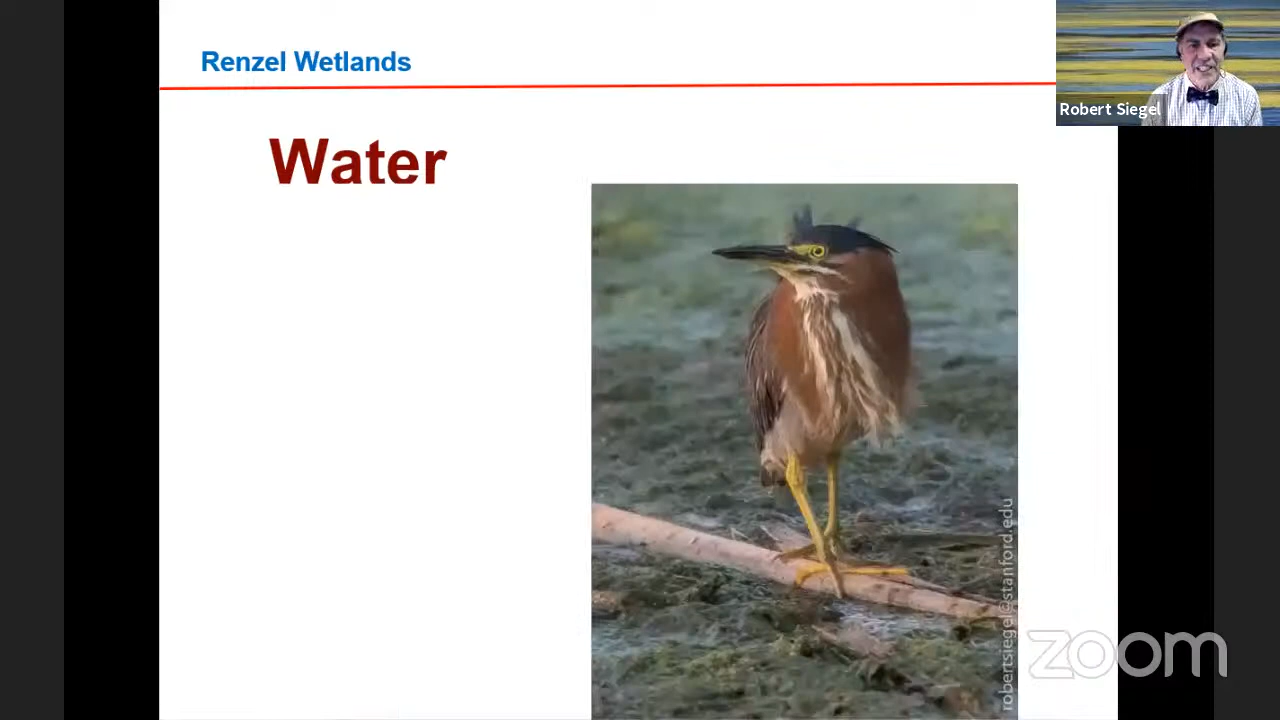 Renzel Wetlands
Water
Robert Siegel
robertsiegel@stanford.edu
zoom